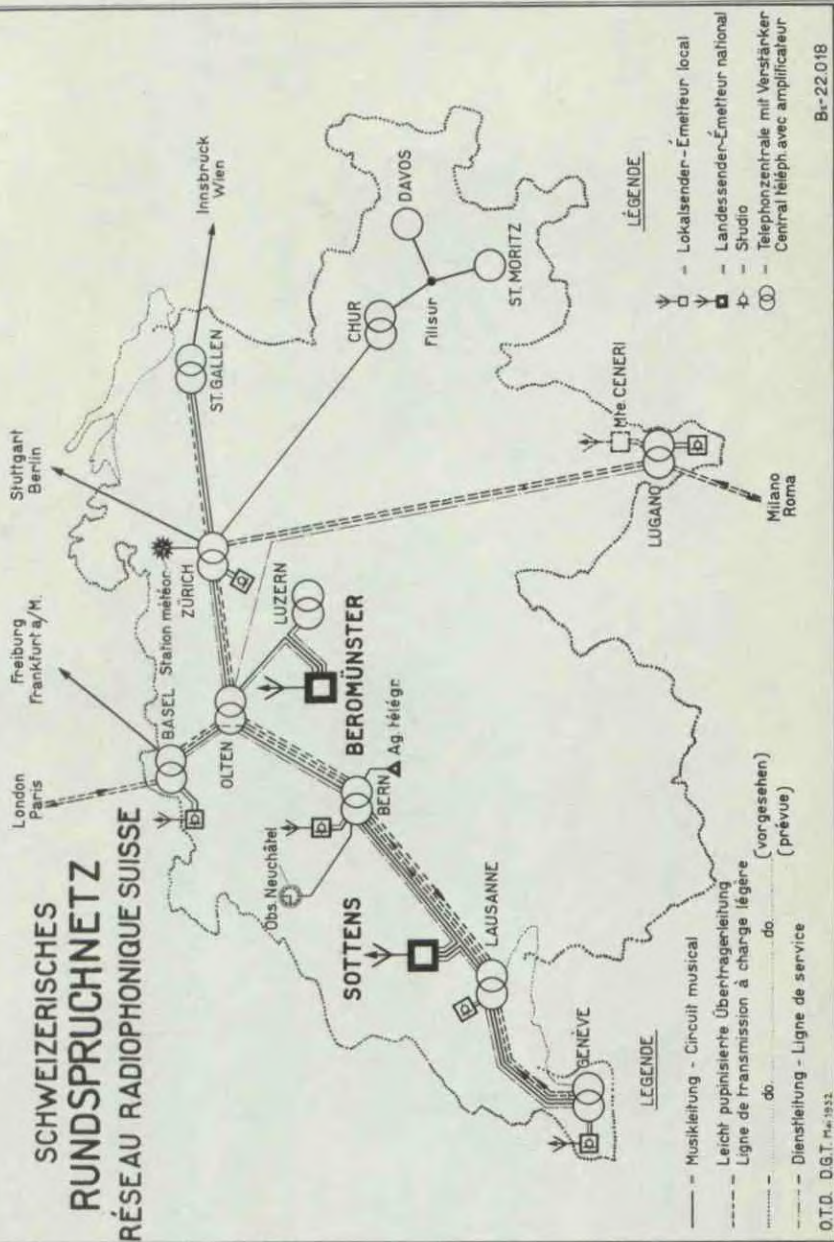 SCHWEIZERISCHES
RUNDSPRUCHNETZ
RÉSEAU RADIOPHONIQUE SUISSE
London
Paris
Freiburg
Frankfurt a/M.
Stuttgart
Berlin
Innsbruck
Wien
BASEL
Station météor.
ZÜRICH
ST. GALLEN
OLTEN
LUZERN
BEROMÜNSTER
CHUR
DAVOS
Filisur
ST. MORITZ
Obs. Neuchâtel
BERN
Ag. télégr.
SOTTENS
LAUSANNE
GENÈVE
Mte. CENERI
LUGANO
Milano
Roma
LEGENDE
— = Musikleitung - Circuit musical
---- = Leicht pupinisierte Übertragerleitung
Ligne de transmission à charge légère
........ = do. do. (vorgesehen)
(prévue)
-·-·- = Dienstleitung - Ligne de service
LÉGENDE
= Lokalsender - Émetteur local
= Landessender - Émetteur national
= Studio
= Telephonzentrale mit Verstärker
Central téléph. avec amplificateur
O.T.D. D.G.T. Mai 1932
Bs-22.018